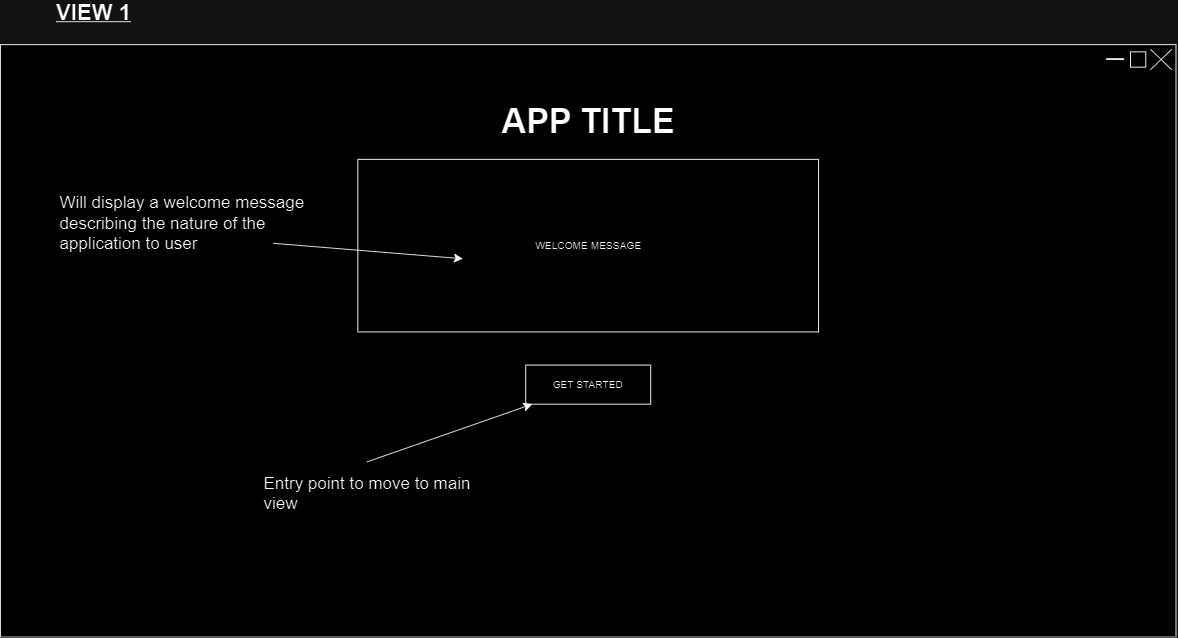 VIEW 1
APP TITLE
Will display a welcome message
describing the nature of the
application to user
WELCOME MESSAGE
GET STARTED
Entry point to move to main
view